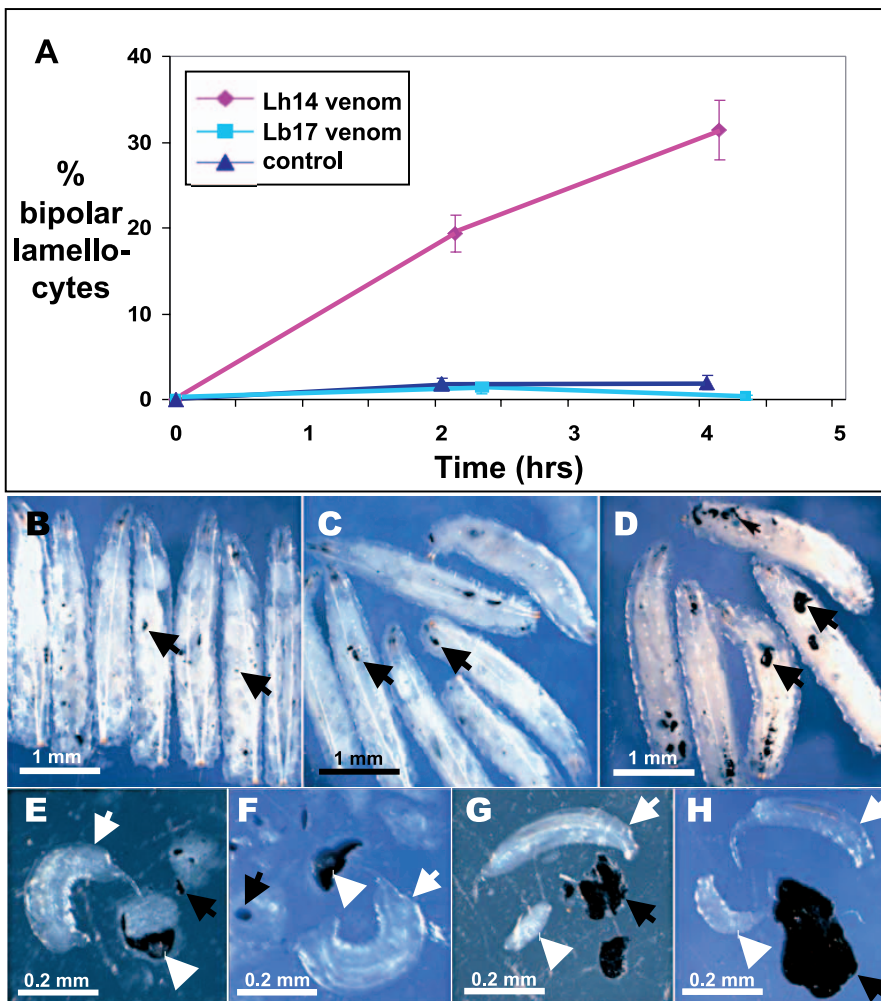 A
40
30
20
10
0
%
bipolar
lamello-
cytes
Lh14 venom
Lb17 venom
control
0 1 2 3 4 5
Time (hrs)
B
1 mm
C
1 mm
D
1 mm
E
0.2 mm
F
0.2 mm
G
0.2 mm
H
0.2 mm